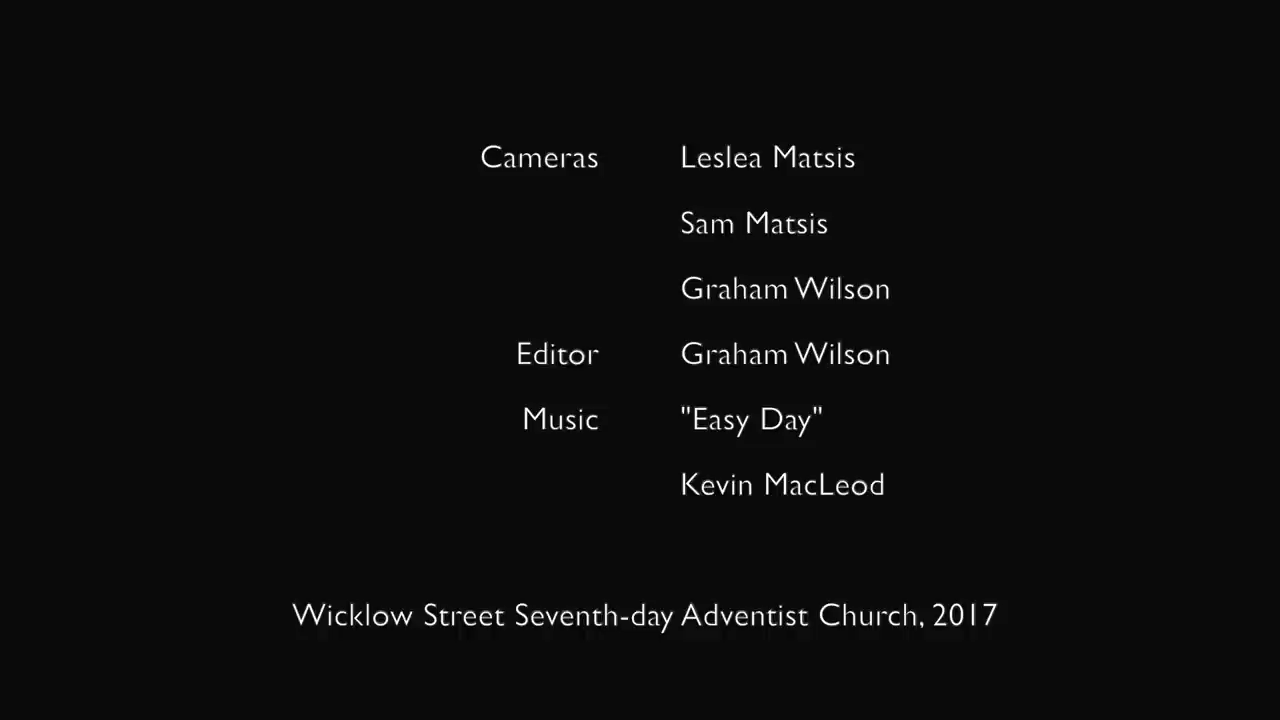 Cameras Leslea Matsis
Sam Matsis
Graham Wilson
Editor Graham Wilson
Music "Easy Day"
Kevin MacLeod
Wicklow Street Seventh-day Adventist Church, 2017